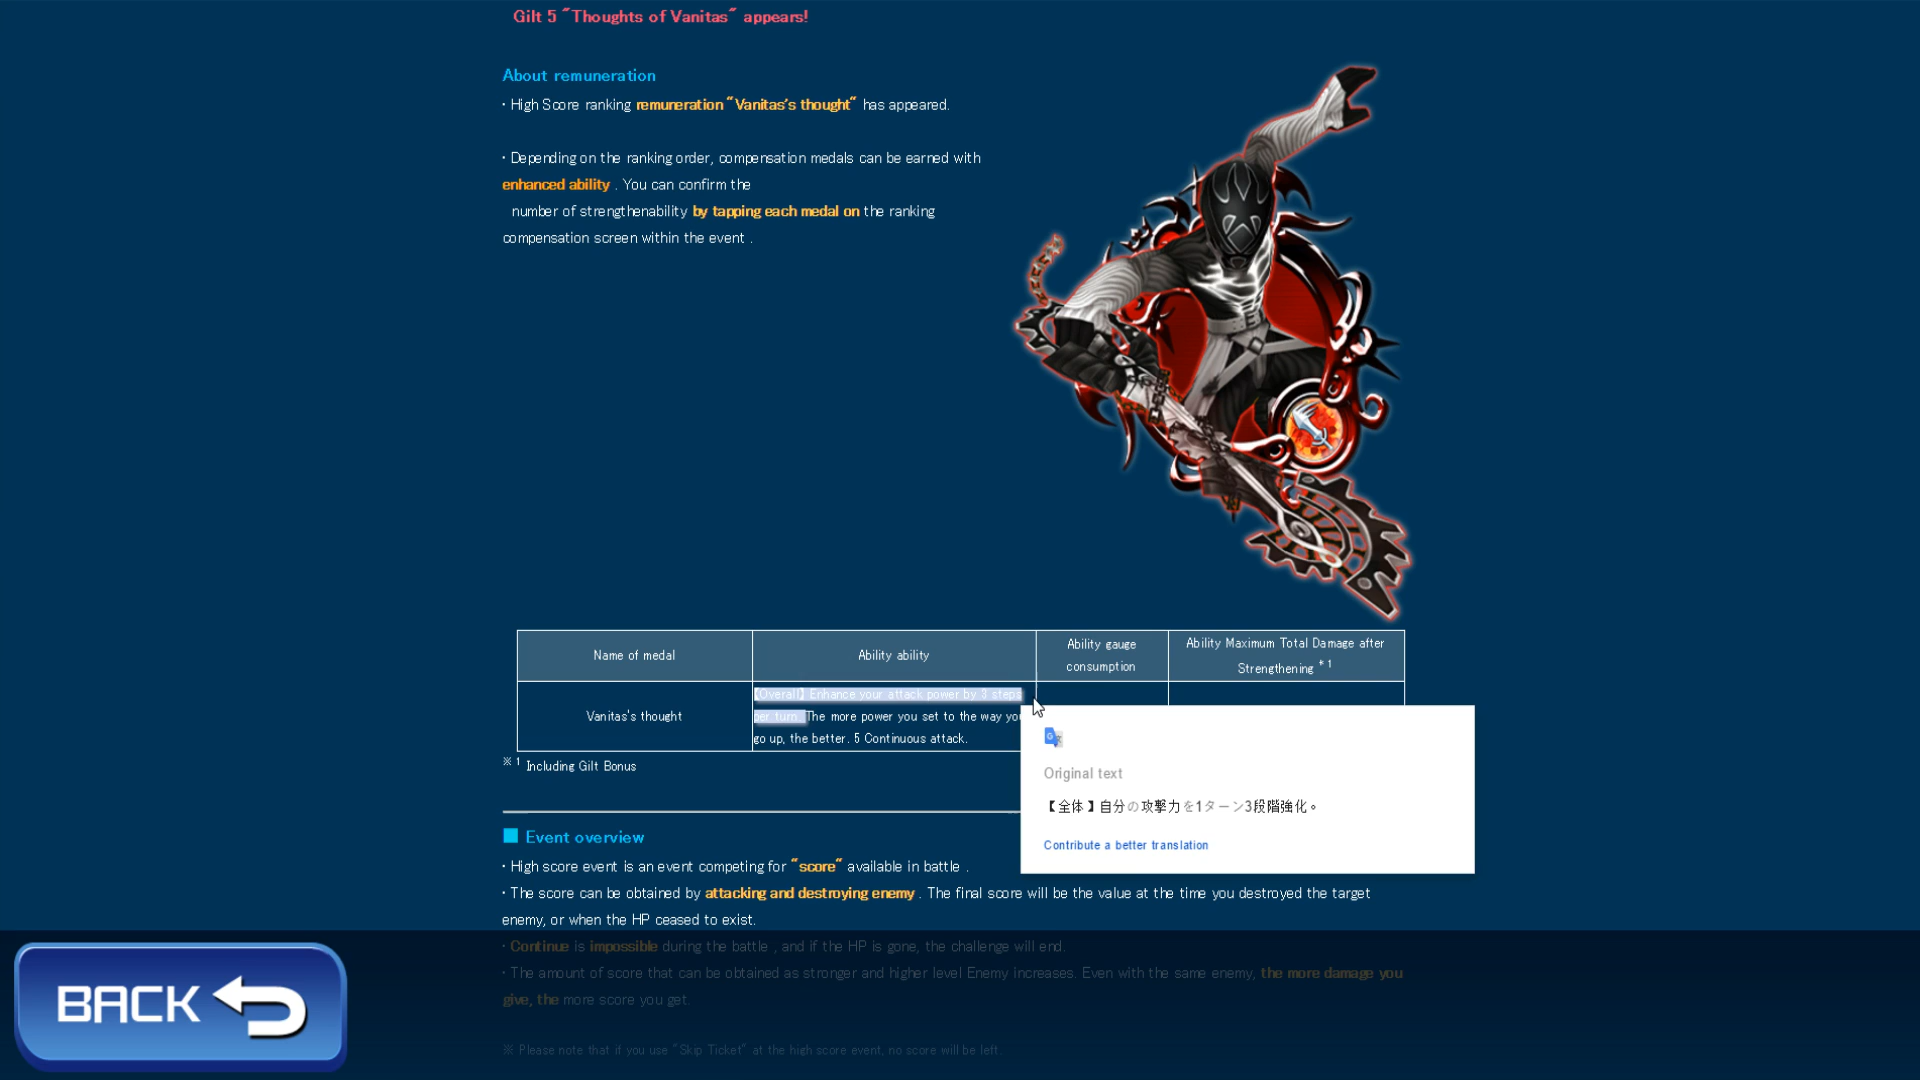 Gilt 5 "Thoughts of Vanitas" appears!
About remuneration
・High Score ranking remuneration "Vanitas's thought" has appeared.
・Depending on the ranking order, compensation medals can be earned with
enhanced ability . You can confirm the
number of strengthenability by tapping each medal on the ranking
compensation screen within the event .
Name of medal
Ability ability
Ability gauge
consumption
Ability Maximum Total Damage after
Strengthening *1
Vanitas's thought
【Overall】Enhance your attack power by 3 steps
per turn. The more power you set to the way you
go up, the better. 5 Continuous attack.
※1 Including Gilt Bonus
Original text
【全体】自分の攻撃力を1ターン3段階強化。
Contribute a better translation
■ Event overview
・High score event is an event competing for "score" available in battle .
・The score can be obtained by attacking and destroying enemy . The final score will be the value at the time you destroyed the target
enemy, or when the HP ceased to exist.
・Continue is impossible during the battle , and if the HP is gone, the challenge will end.
・The amount of score that can be obtained as stronger and higher level Enemy increases. Even with the same enemy, the more damage you
give, the more score you get.
※ Please note that if you use "Skip Ticket" at the high score event, no score will be left.
BACK